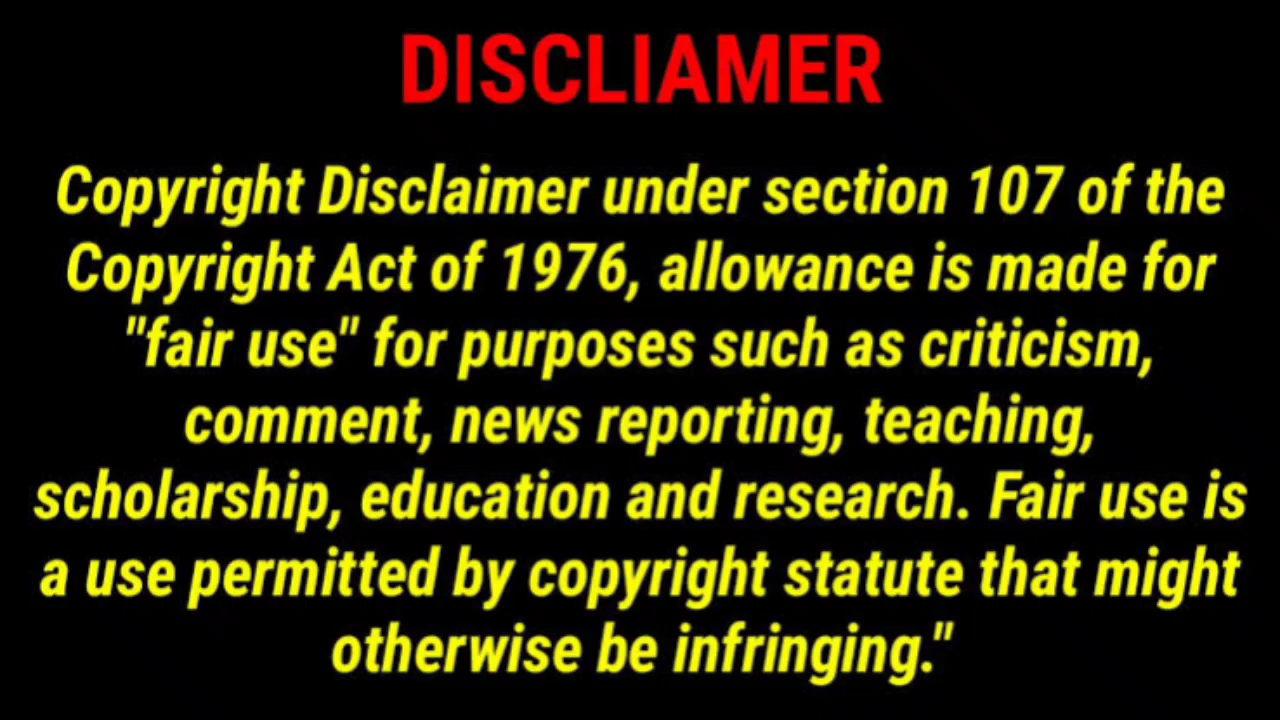 DISCLIAMER
Copyright Disclaimer under section 107 of the
Copyright Act of 1976, allowance is made for
"fair use" for purposes such as criticism,
comment, news reporting, teaching,
scholarship, education and research. Fair use is
a use permitted by copyright statute that might
otherwise be infringing."